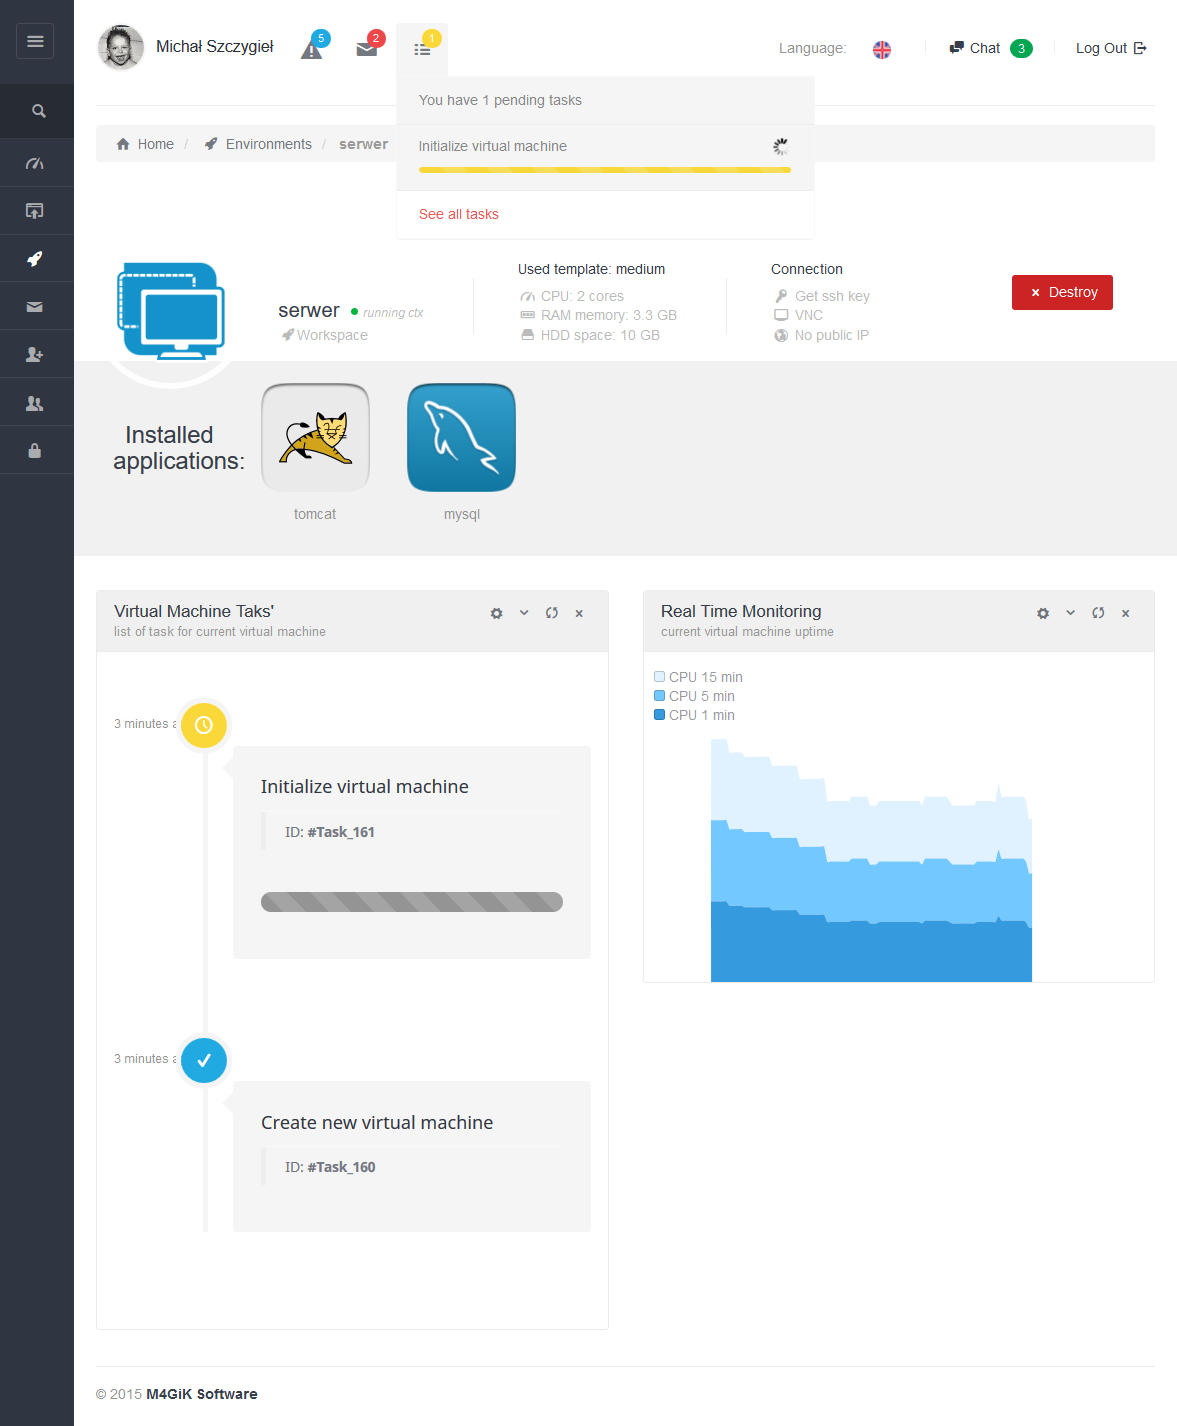 Michał Szczygieł
5
2
1
Language:
Chat 3
Log Out
You have 1 pending tasks
Initialize virtual machine
See all tasks
Home / Environments / serwer
serwer running ctx
Workspace
Used template: medium
CPU: 2 cores
RAM memory: 3.3 GB
HDD space: 10 GB
Connection
Get ssh key
VNC
No public IP
× Destroy
Installed
applications:
tomcat
mysql
Virtual Machine Taks'
list of task for current virtual machine
3 minutes a
Initialize virtual machine
ID: #Task_161
3 minutes a
Create new virtual machine
ID: #Task_160
Real Time Monitoring
current virtual machine uptime
CPU 15 min
CPU 5 min
CPU 1 min
© 2015 M4GiK Software